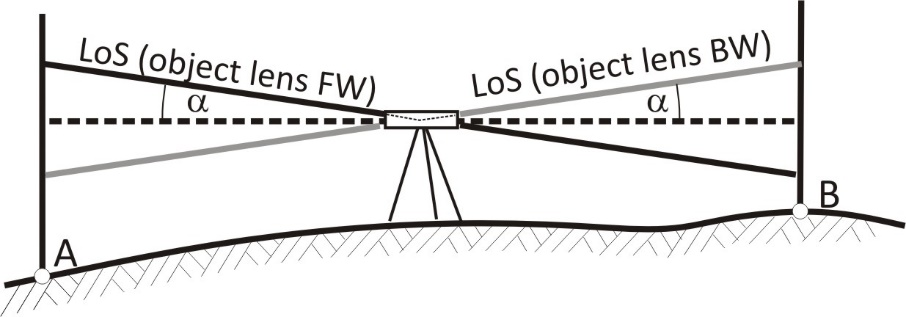 LoS (object lens FW)
LoS (object lens BW)
α
α
A
B